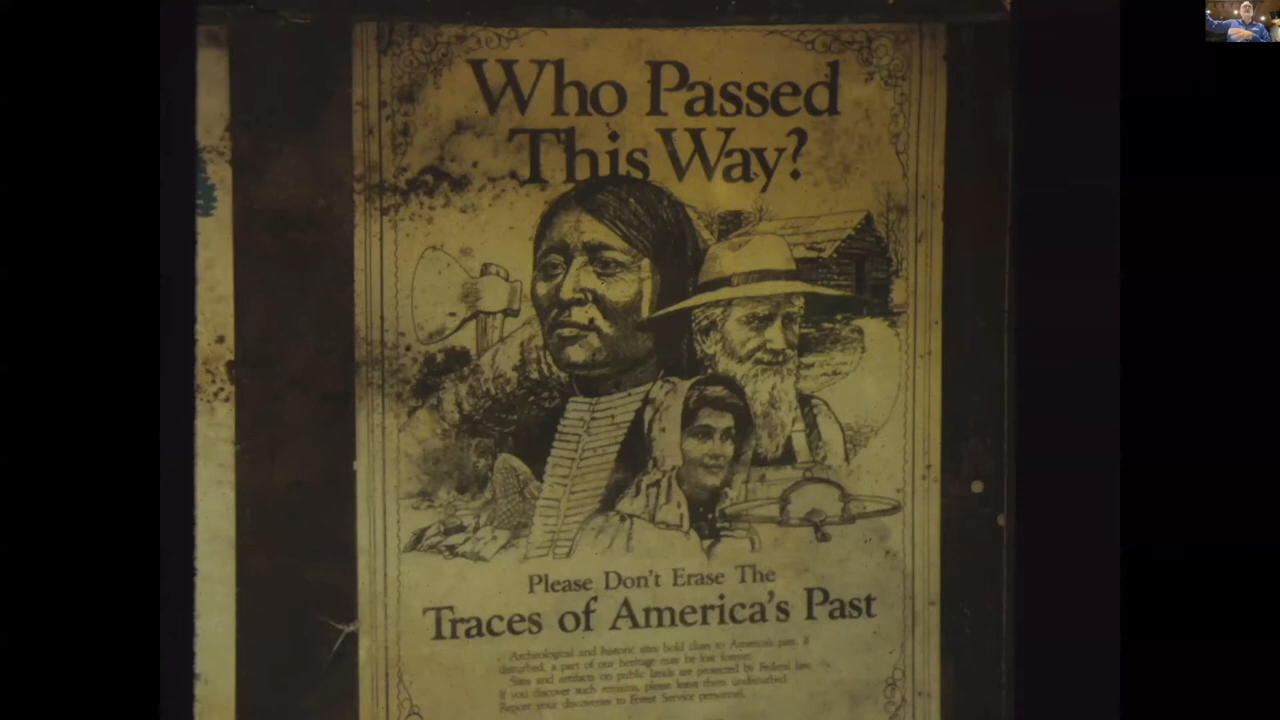 Who Passed
This Way?
Please Don't Erase The
Traces of America's Past
Archeological and historic sites hold clues to America's past. If
disturbed, a part of our heritage may be lost forever.
Sites and artifacts on public lands are protected by Federal law.
If you discover such remains, please leave them undisturbed.
Report your discoveries to Forest Service personnel.